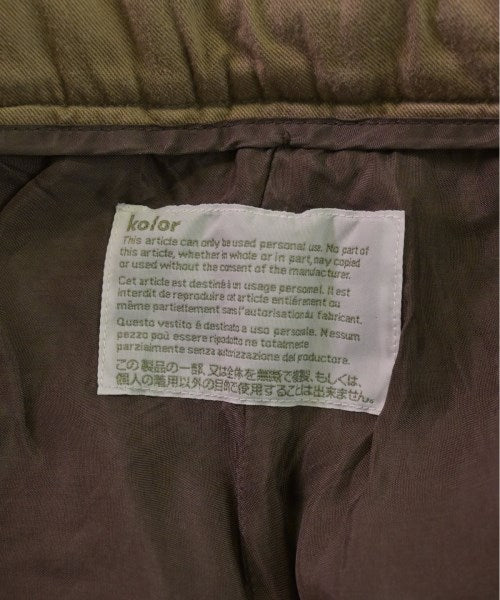 kolor
This article can only be used personal use. No part of
this article, whether in whole or in part, may copied
or used without the consent of the manufacturer.
Cet article est destiné à un usage personel. Il est
interdit de reproduire cet article entiérement ou
même partiettement sans l'autorisation du fabricant.
Questo vestito é destinato a uso personale. Nessum
pezzo può essere riprodotto ne totalmente
parzialmente senza autorizzazione del poductore.
この製品の一部、又は全体を無断で複製、もしくは、
個人の着用以外の目的で使用することは出来ません。